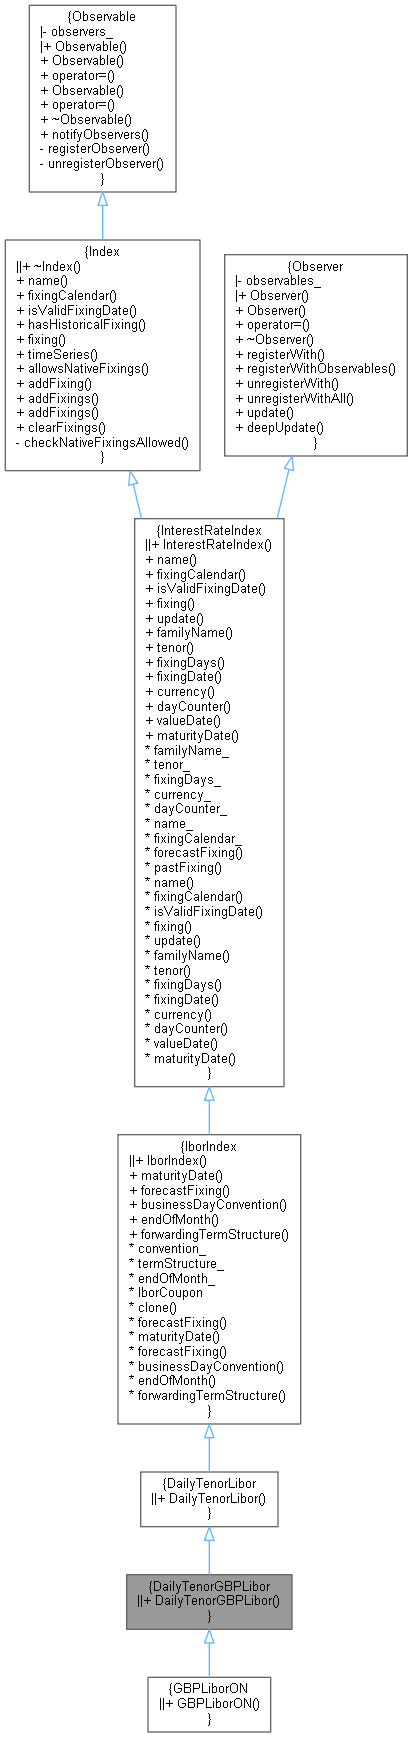 {Observable
|- observers_
|+ Observable()
+ Observable()
+ operator=()
+ Observable()
+ operator=()
+ ~Observable()
+ notifyObservers()
- registerObserver()
- unregisterObserver()
}
{Index
||+ ~Index()
+ name()
+ fixingCalendar()
+ isValidFixingDate()
+ hasHistoricalFixing()
+ fixing()
+ timeSeries()
+ allowsNativeFixings()
+ addFixing()
+ addFixings()
+ addFixings()
+ clearFixings()
- checkNativeFixingsAllowed()
}
{Observer
|- observables_
|+ Observer()
+ Observer()
+ operator=()
+ ~Observer()
+ registerWith()
+ registerWithObservables()
+ unregisterWith()
+ unregisterWithAll()
+ update()
+ deepUpdate()
}
{InterestRateIndex
||+ InterestRateIndex()
+ name()
+ fixingCalendar()
+ isValidFixingDate()
+ fixing()
+ update()
+ familyName()
+ tenor()
+ fixingDays()
+ fixingDate()
+ currency()
+ dayCounter()
+ valueDate()
+ maturityDate()
* familyName_
* tenor_
* fixingDays_
* currency_
* dayCounter_
* name_
* fixingCalendar_
* forecastFixing()
* pastFixing()
* name()
* fixingCalendar()
* isValidFixingDate()
* fixing()
* update()
* familyName()
* tenor()
* fixingDays()
* fixingDate()
* currency()
* dayCounter()
* valueDate()
* maturityDate()
}
{IborIndex
||+ IborIndex()
+ maturityDate()
+ forecastFixing()
+ businessDayConvention()
+ endOfMonth()
+ forwardingTermStructure()
* convention_
* termStructure_
* endOfMonth_
* IborCoupon
* clone()
* forecastFixing()
* maturityDate()
* forecastFixing()
* businessDayConvention()
* endOfMonth()
* forwardingTermStructure()
}
{DailyTenorLibor
||+ DailyTenorLibor()
}
{DailyTenorGBPLibor
||+ DailyTenorGBPLibor()
}
{GBPLiborON
||+ GBPLiborON()
}